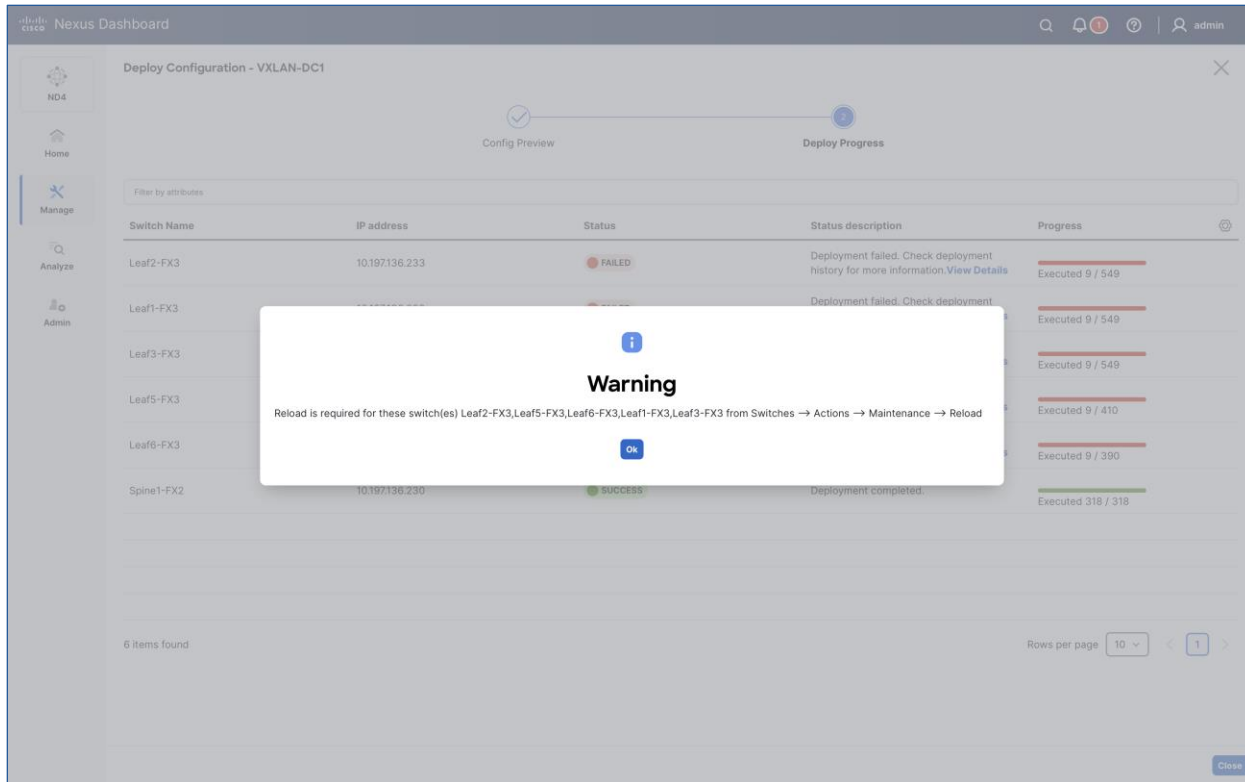 cisco Nexus Dashboard
1
admin
ND4
Home
Manage
Analyze
Admin
Deploy Configuration - VXLAN-DC1
Config Preview
2
Deploy Progress
Filter by attributes
Switch Name IP address Status Status description Progress
Leaf2-FX3 10.197.136.233 FAILED Deployment failed. Check deployment
history for more information.View Details Executed 9 / 549
Leaf1-FX3 Deployment failed. Check deployment
Executed 9 / 549
Leaf3-FX3 Executed 9 / 549
Leaf5-FX3 Executed 9 / 410
Leaf6-FX3 Executed 9 / 390
Spine1-FX2 10.197.136.230 SUCCESS Deployment completed.
Executed 318 / 318
Warning
Reload is required for these switch(es) Leaf2-FX3,Leaf5-FX3,Leaf6-FX3,Leaf1-FX3,Leaf3-FX3 from Switches → Actions → Maintenance → Reload
Ok
6 items found
Rows per page 10 1
Close